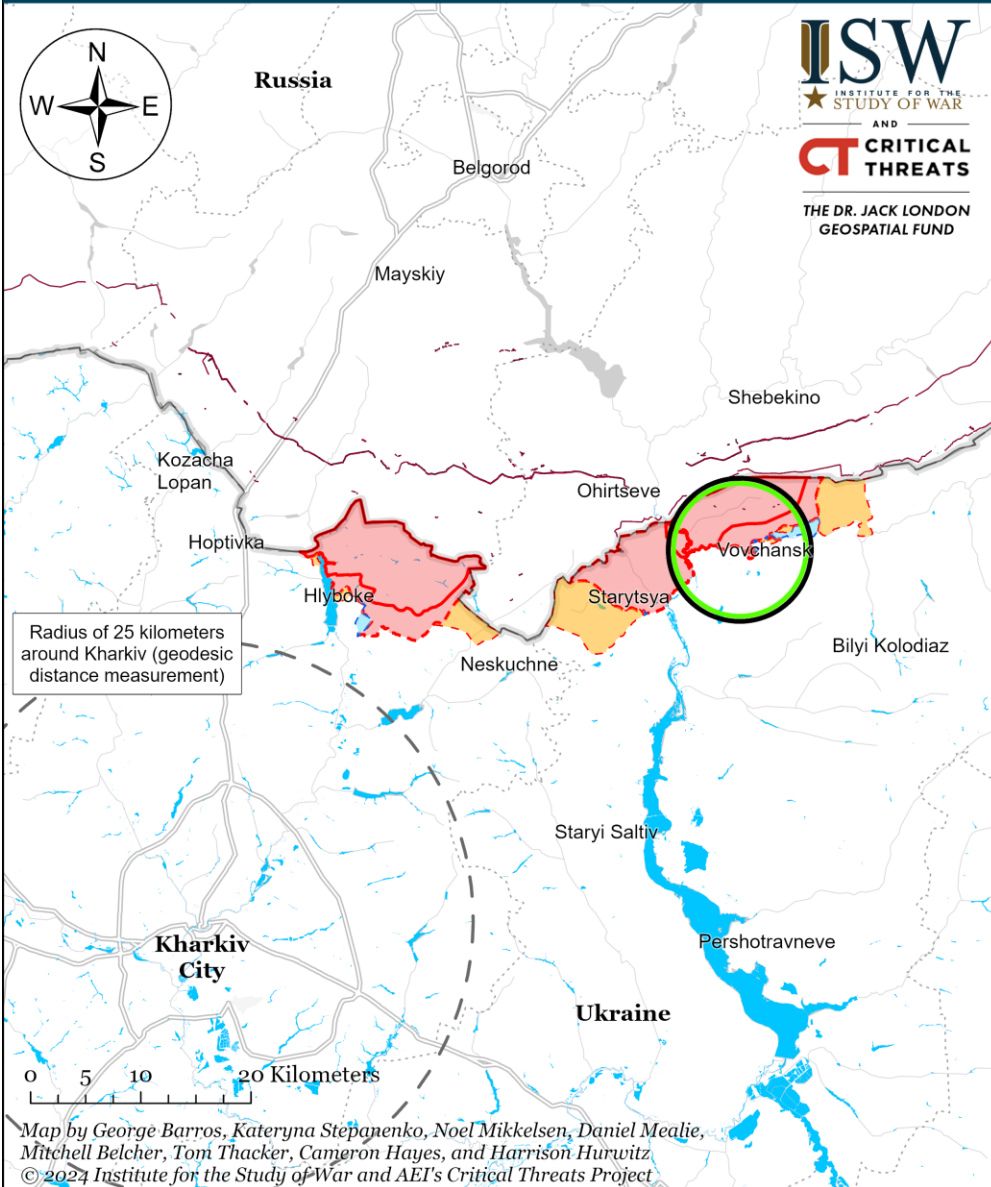 N
W
E
S
Russia
ISW
INSTITUTE FOR THE
STUDY OF WAR
AND
CT CRITICAL
THREATS
THE DR. JACK LONDON
GEOSPATIAL FUND
Belgorod
Mayskiy
Shebekino
Kozacha
Lopan
Ohirtseve
Hoptivka
Vovchansk
Hlyboke
Starytsya
Radius of 25 kilometers
around Kharkiv (geodesic
distance measurement)
Bilyi Kolodiaz
Neskuchne
Staryi Saltiv
Kharkiv
City
Pershotravneve
Ukraine
0 5 10 20 Kilometers
Map by George Barros, Kateryna Stepanenko, Noel Mikkelsen, Daniel Mealie,
Mitchell Belcher, Tom Thacker, Cameron Hayes, and Harrison Hurwitz
© 2024 Institute for the Study of War and AEI's Critical Threats Project